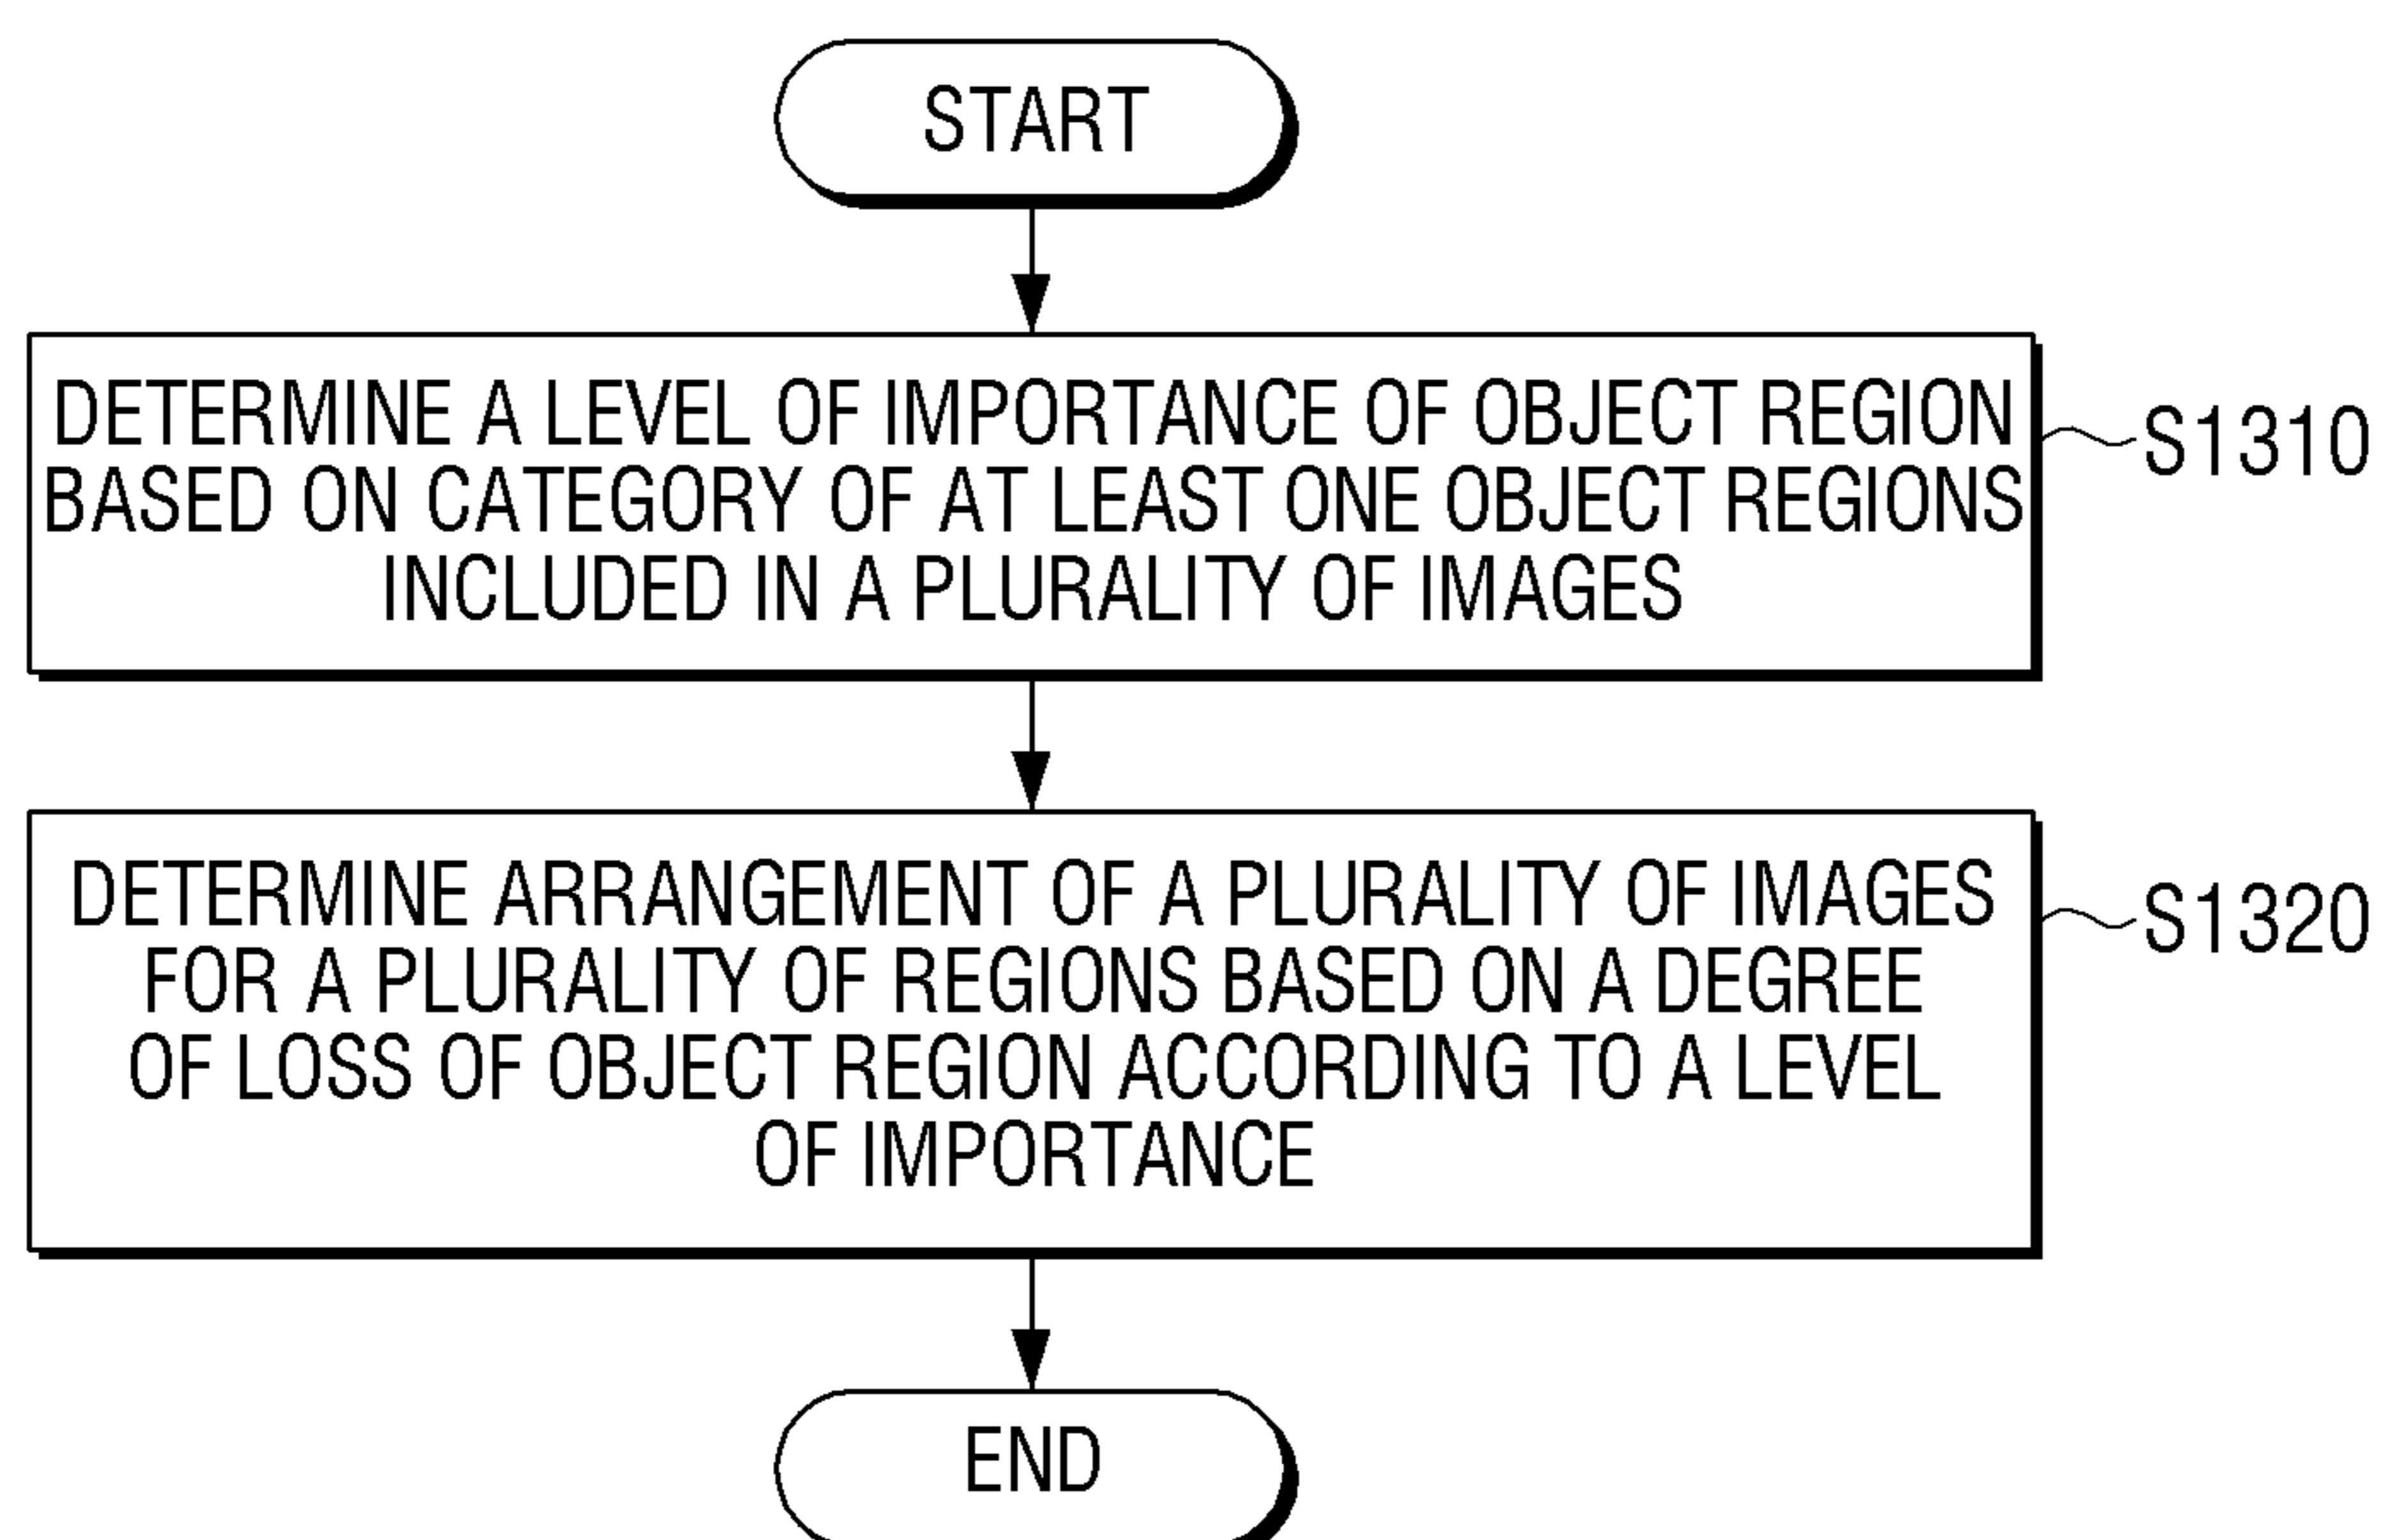 START
DETERMINE A LEVEL OF IMPORTANCE OF OBJECT REGION
BASED ON CATEGORY OF AT LEAST ONE OBJECT REGIONS
INCLUDED IN A PLURALITY OF IMAGES
S1310
DETERMINE ARRANGEMENT OF A PLURALITY OF IMAGES
FOR A PLURALITY OF REGIONS BASED ON A DEGREE
OF LOSS OF OBJECT REGION ACCORDING TO A LEVEL
OF IMPORTANCE
S1320
END